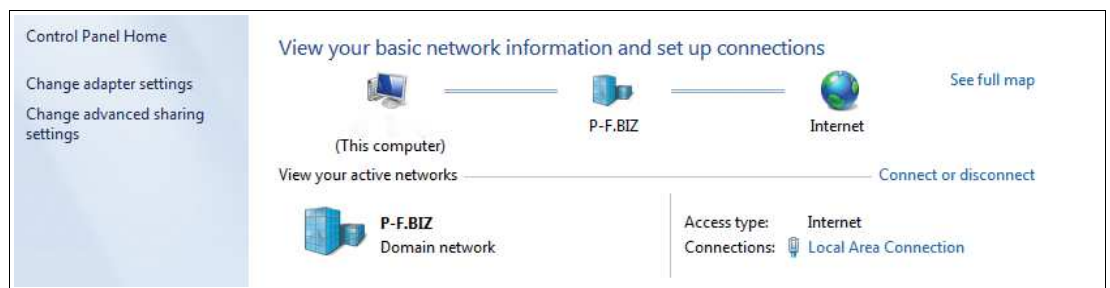 Control Panel Home
Change adapter settings
Change advanced sharing
settings
View your basic network information and set up connections
See full map
P-F.BIZ
Internet
(This computer)
View your active networks
Connect or disconnect
P-F.BIZ
Domain network
Access type: Internet
Connections: Local Area Connection